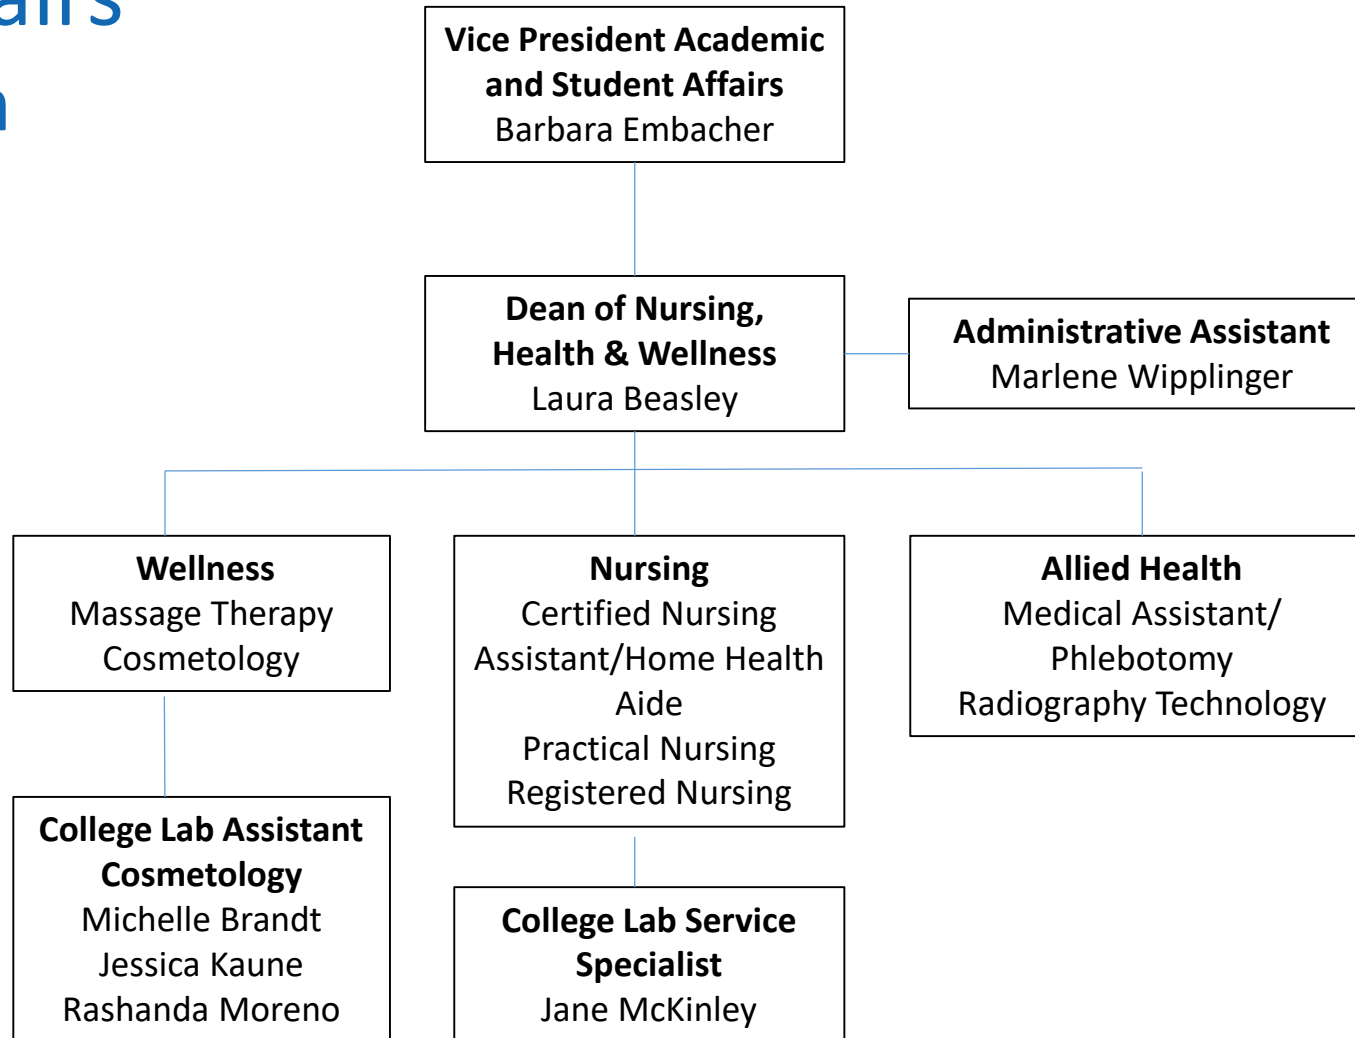 Vice President Academic
and Student Affairs
Barbara Embacher
Dean of Nursing,
Health & Wellness
Laura Beasley
Administrative Assistant
Marlene Wipplinger
Wellness
Massage Therapy
Cosmetology
Nursing
Certified Nursing
Assistant/Home Health
Aide
Practical Nursing
Registered Nursing
Allied Health
Medical Assistant/
Phlebotomy
Radiography Technology
College Lab Assistant
Cosmetology
Michelle Brandt
Jessica Kaune
Rashanda Moreno
College Lab Service
Specialist
Jane McKinley